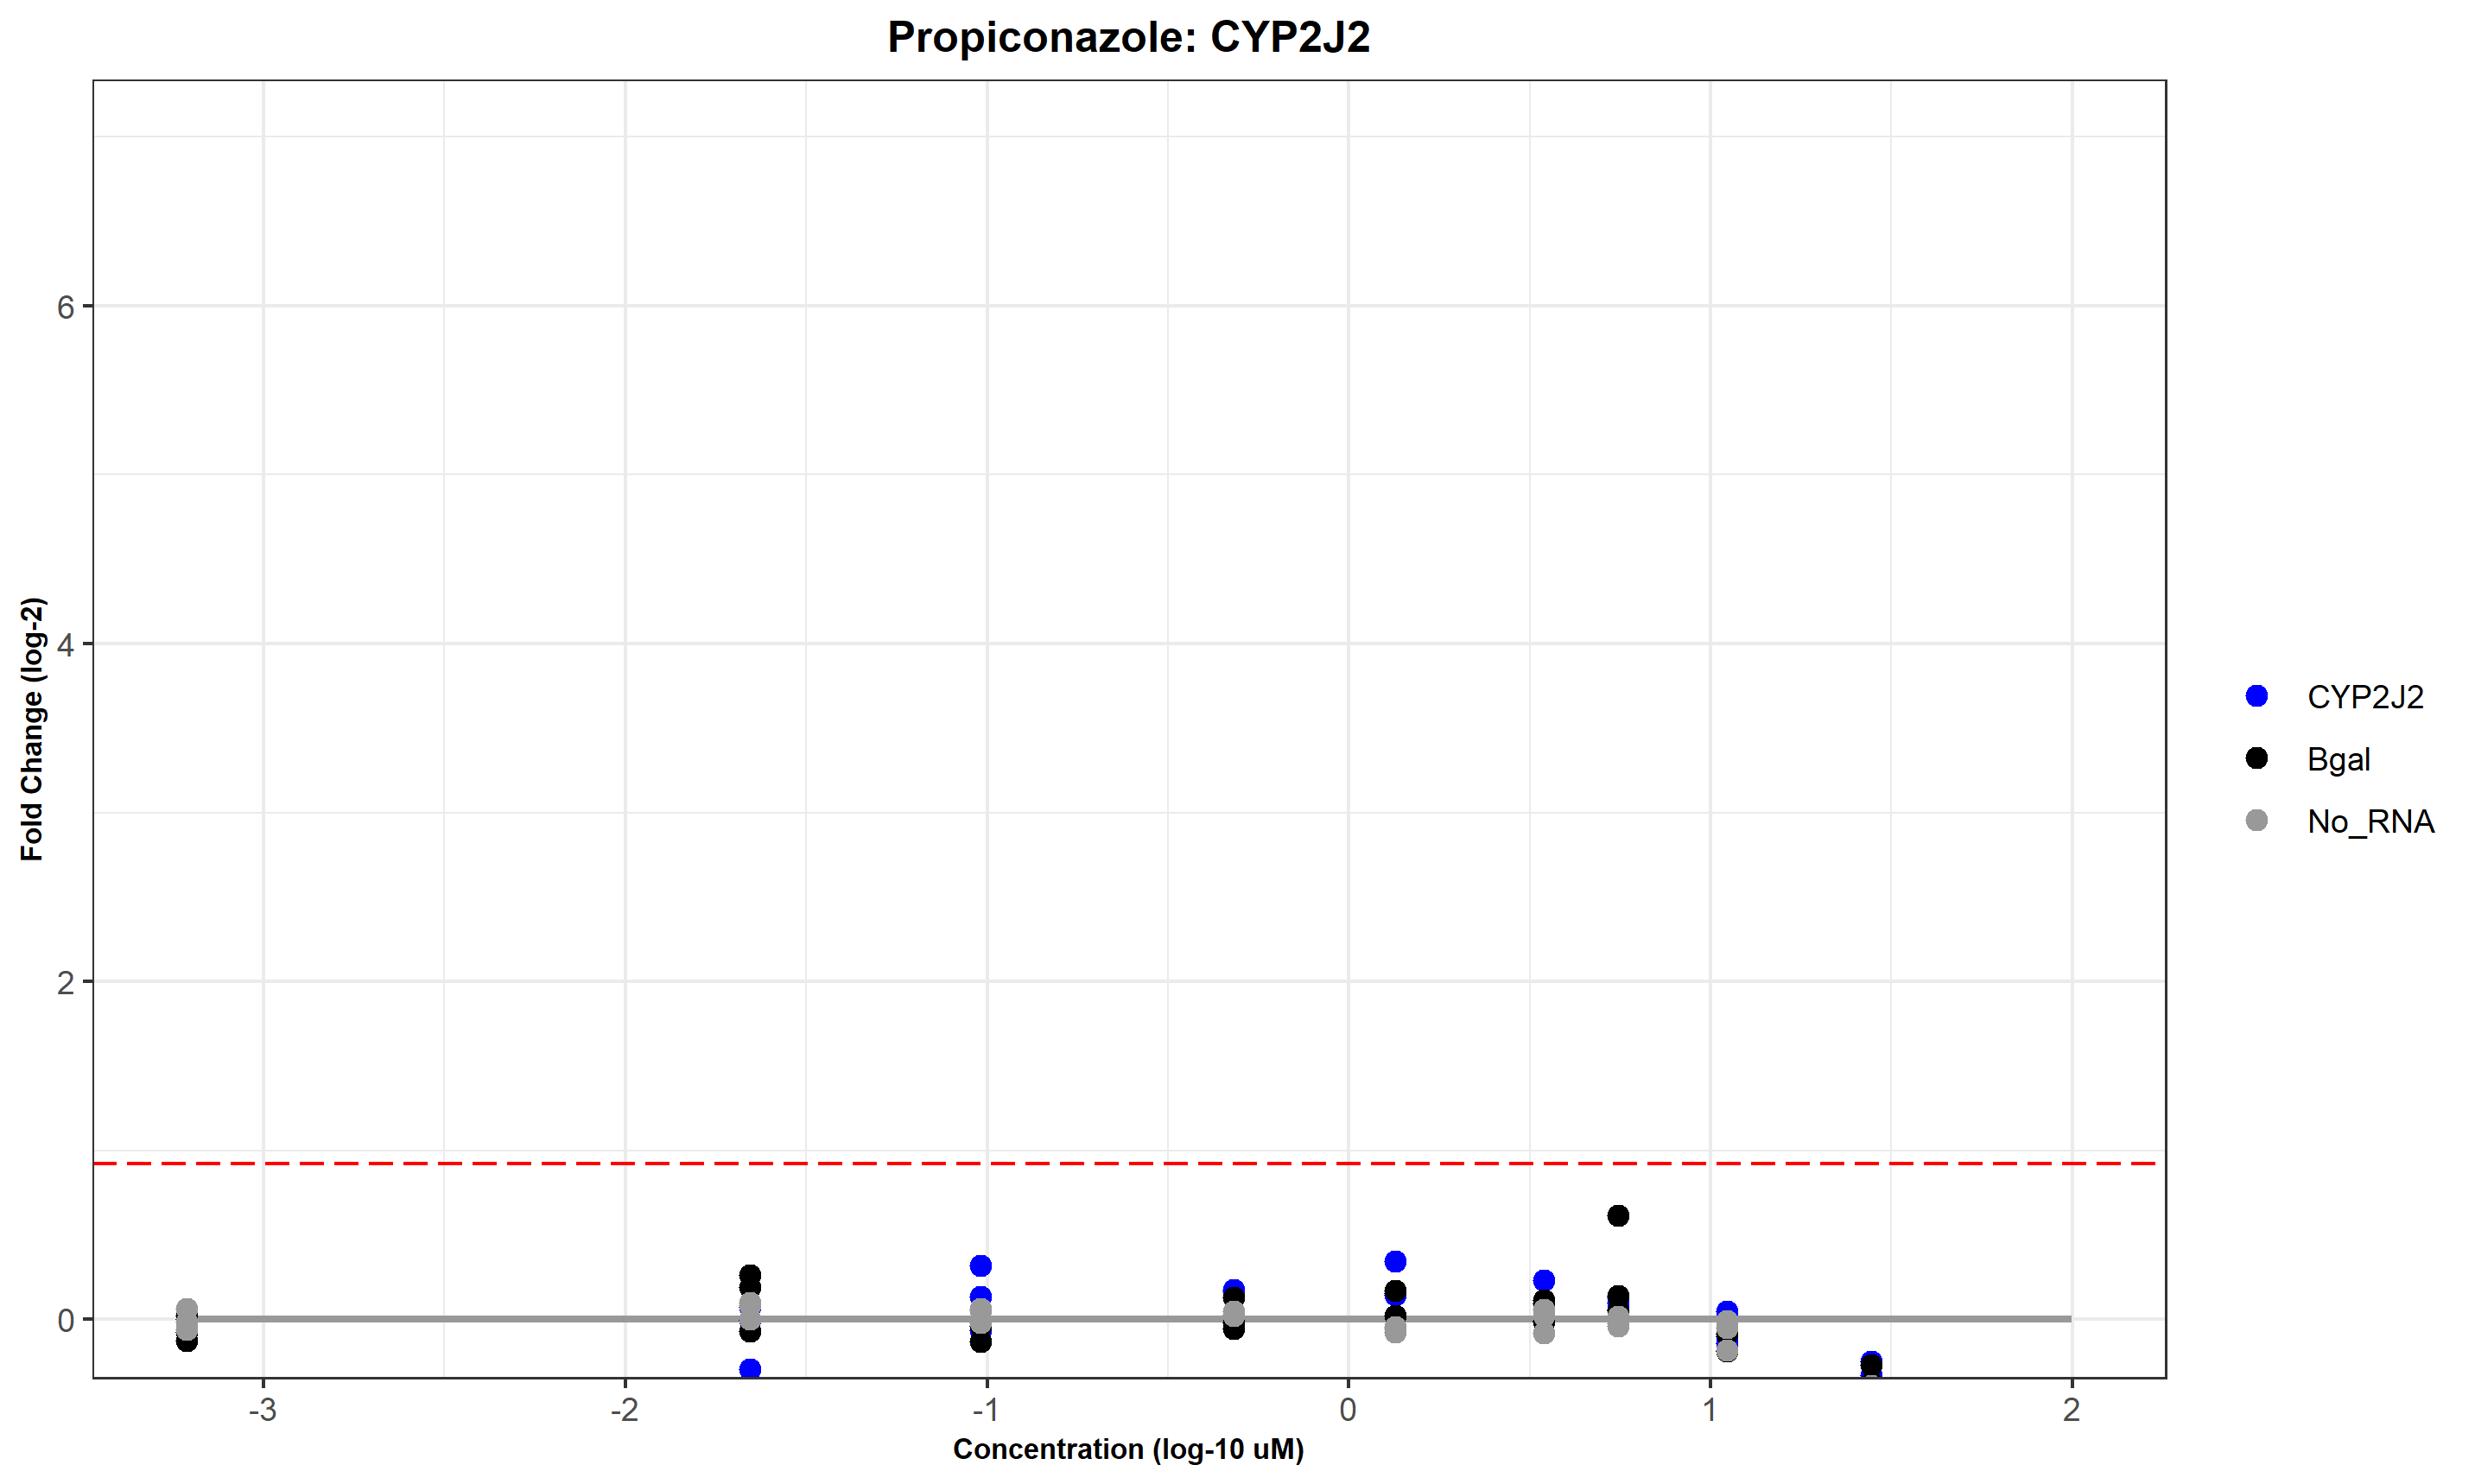 Propiconazole: CYP2J2
Fold Change (log-2)
6
4
2
0
-3
-2
-1
0
1
2
Concentration (log-10 uM)
CYP2J2
Bgal
No_RNA